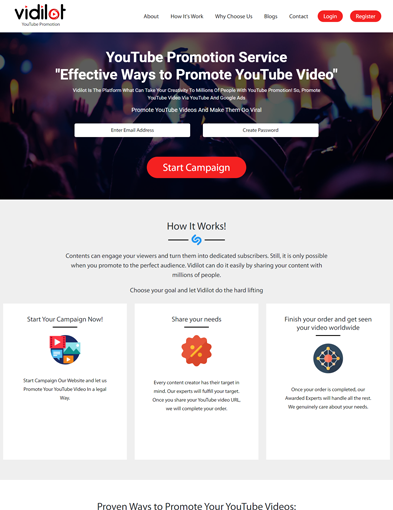 vidilot
YouTube Promotion
About How It's Work Why Choose Us Blogs Contact Login Register
YouTube Promotion Service
"Effective Ways to Promote YouTube Video"
Vidilot Is The Platform What Can Take Your Creativity To Millions Of People With YouTube Promotion! So, Promote
YouTube Video Via YouTube And Google Ads
Promote YouTube Videos And Make Them Go Viral
Enter Email Address Create Password
Start Campaign
How It Works!
Contents can engage your viewers and turn them into dedicated subscribers. Still, it is only possible
when you promote to the perfect audience. Vidilot can do it easily by sharing your content with
millions of people.
Choose your goal and let Vidilot do the hard lifting
Start Your Campaign Now!
Start Campaign Our Website and let us
Promote Your YouTube Video In a legal
Way.
Share your needs
Every content creator has their target in
mind. Our experts will fulfill your target.
Once you share your YouTube video URL,
we will complete your order.
Finish your order and get seen
your video worldwide
Once your order is completed, our
Awarded Experts will handle all the rest.
We genuinely care about your needs.
Proven Ways to Promote Your YouTube Videos: